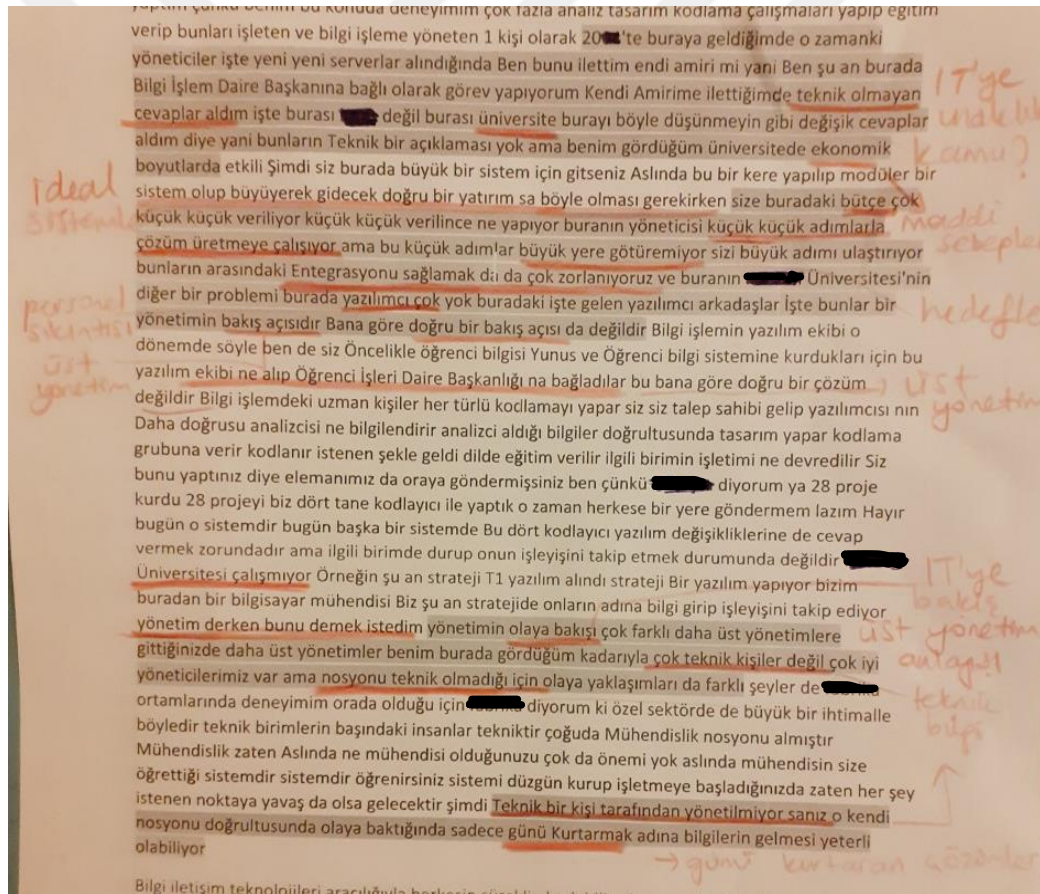 yaptım çünkü benim bu konuda deneyimim çok fazla analiz tasarım kodlama çalışmaları yapıp eğitim
verip bunları işleten ve bilgi işleme yöneten 1 kişi olarak 20 'te buraya geldiğimde o zamanki
yöneticiler işte yeni yeni serverlar alındığında Ben bunu ilettim endi amiri mi yani Ben şu an burada
Bilgi İşlem Daire Başkanına bağlı olarak görev yapıyorum Kendi Amirime ilettiğimde teknik olmayan
IT'ye
cevaplar aldım işte burası değil burası üniversite burayı böyle düşünmeyin gibi değişik cevaplar
aldım diye yani bunların Teknik bir açıklaması yok ama benim gördüğüm üniversitede ekonomik
kamu?
boyutlarda etkili Şimdi siz burada büyük bir sistem için gitseniz Aslında bu bir kere yapılıp modüler bir
ideal
sistem olup büyüyerek gidecek doğru bir yatırım sa böyle olması gerekirken size buradaki bütçe çok
küçük küçük veriliyor küçük küçük verilince ne yapıyor buranın yöneticisi küçük küçük adımlarla
maddi
çözüm üretmeye çalışıyor ama bu küçük adımlar büyük yere götüremiyor sizi büyük adımı ulaştırıyor
sebepler
bunların arasındaki Entegrasyonu sağlamak da da çok zorlanıyoruz ve buranın Üniversitesi'nin
personel
diğer bir problemi burada yazılımcı çok yok buradaki işte gelen yazılımcı arkadaşlar İşte bunlar bir
hedefle
sıkıntısı
yönetimin bakış açısıdır Bana göre doğru bir bakış açısı da değildir Bilgi işlemin yazılım ekibi o
dönemde söyle ben de siz Öncelikle öğrenci bilgisi Yunus ve Öğrenci bilgi sistemine kurdukları için bu
üst
yönetim
yazılım ekibi ne alıp Öğrenci İşleri Daire Başkanlığı na bağladılar bu bana göre doğru bir çözüm
üst
yönetim
değildir Bilgi işlemdeki uzman kişiler her türlü kodlamayı yapar siz siz talep sahibi gelip yazılımcısı nın
Daha doğrusu analizcisi ne bilgilendirir analizci aldığı bilgiler doğrultusunda tasarım yapar kodlama
grubuna verir kodlanır istenen şekle geldi dilde eğitim verilir ilgili birimin işletimi ne devredilir Siz
bunu yaptınız diye elemanımız da oraya göndermişsiniz ben çünkü diyorum ya 28 proje
kurdu 28 projeyi biz dört tane kodlayıcı ile yaptık o zaman herkese bir yere göndermem lazım Hayır
bugün o sistemdir bugün başka bir sistemde Bu dört kodlayıcı yazılım değişikliklerine de cevap
vermek zorundadır ama ilgili birimde durup onun işleyişini takip etmek durumunda değildir
Üniversitesi çalışmıyor Örneğin şu an strateji T1 yazılım alındı strateji Bir yazılım yapıyor bizim
IT'ye
bakış
buradan bir bilgisayar mühendisi Biz şu an stratejide onların adına bilgi girip işleyişini takip ediyor
yönetim derken bunu demek istedim yönetimin olaya bakışı çok farklı daha üst yönetimlere
üst yönetim
gittiğinizde daha üst yönetimler benim burada gördüğüm kadarıyla çok teknik kişiler değil çok iyi
yöneticilerimiz var ama nosyonu teknik olmadığı için olaya yaklaşımları da farklı şeyler de
teknik
bilgi
ortamlarında deneyimim orada olduğu için diyorum ki özel sektörde de büyük bir ihtimalle
böyledir teknik birimlerin başındaki insanlar tekniktir çoğuda Mühendislik nosyonu almıştır
Mühendislik zaten Aslında ne mühendisi olduğunuzu çok da önemi yok aslında mühendisin size
öğrettiği sistemdir sistemdir öğrenirsiniz sistemi düzgün kurup işletmeye başladığınızda zaten her şey
istenen noktaya yavaş da olsa gelecektir şimdi Teknik bir kişi tarafından yönetilmiyor sanız o kendi
nosyonu doğrultusunda olaya baktığında sadece günü Kurtarmak adına bilgilerin gelmesi yeterli
olabiliyor
→ günü kurtaran çözümler
Bilgi iletişim teknolojileri aracılığıyla